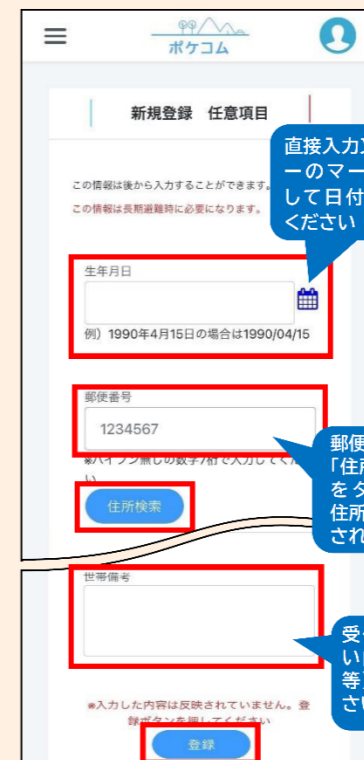 ポケコム
新規登録 任意項目
直接入力
ーのマー
して日付
ください
この情報は後から入力することができます。
この情報は長期避難時に必要になります。
生年月日
例）1990年4月15日の場合は1990/04/15
郵便番号
1234567
※ハイフン無しの数字7桁で入力してくだ
い
住所検索
郵便
「住所
をタ
住所
され
世帯備考
受
い
等
さい
※入力した内容は反映されていません。登
録ボタンを押してください
登録